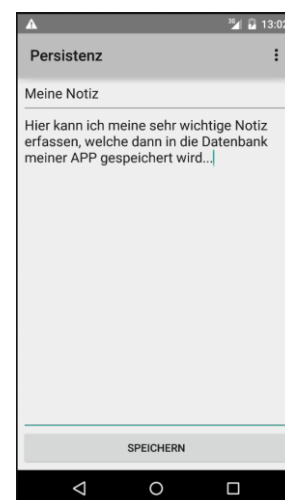 3G 13:02
Persistenz
Meine Notiz
Hier kann ich meine sehr wichtige Notiz
erfassen, welche dann in die Datenbank
meiner APP gespeichert wird...
SPEICHERN